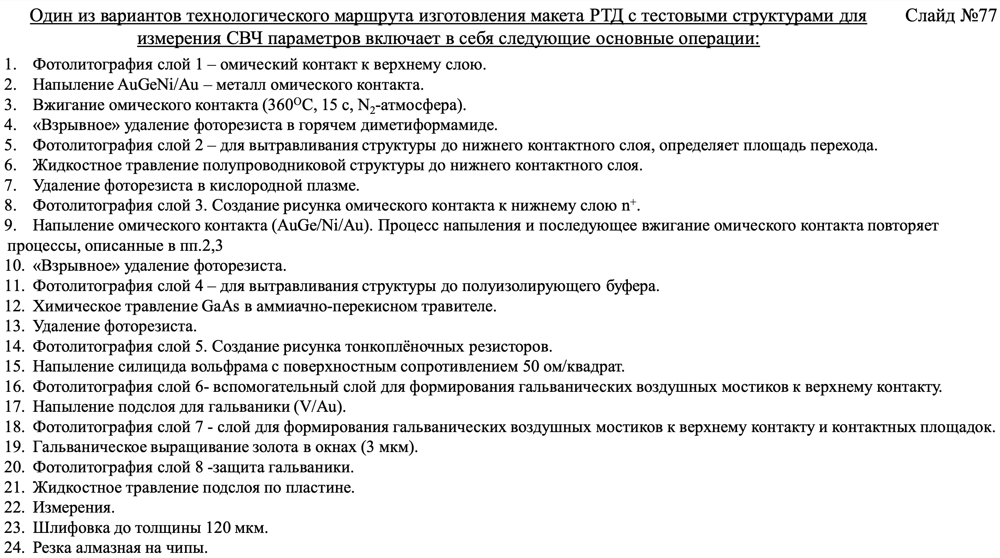 Один из вариантов технологического маршрута изготовления макета РТД с тестовыми структурами для Слайд №77
измерения СВЧ параметров включает в себя следующие основные операции:
1. Фотолитография слой 1 – омический контакт к верхнему слою.
2. Напыление AuGeNi/Au – металл омического контакта.
3. Вжигание омического контакта (360ᴼС, 15 с, N₂-атмосфера).
4. «Взрывное» удаление фоторезиста в горячем диметиформамиде.
5. Фотолитография слой 2 – для вытравливания структуры до нижнего контактного слоя, определяет площадь перехода.
6. Жидкостное травление полупроводниковой структуры до нижнего контактного слоя.
7. Удаление фоторезиста в кислородной плазме.
8. Фотолитография слой 3. Создание рисунка омического контакта к нижнему слою n⁺.
9. Напыление омического контакта (AuGe/Ni/Au). Процесс напыления и последующее вжигание омического контакта повторяет
процессы, описанные в пп.2,3
10. «Взрывное» удаление фоторезиста.
11. Фотолитография слой 4 – для вытравливания структуры до полуизолирующего буфера.
12. Химическое травление GaAs в аммиачно-перекисном травителе.
13. Удаление фоторезиста.
14. Фотолитография слой 5. Создание рисунка тонкоплёночных резисторов.
15. Напыление силицида вольфрама с поверхностным сопротивлением 50 ом/квадрат.
16. Фотолитография слой 6- вспомогательный слой для формирования гальванических воздушных мостиков к верхнему контакту.
17. Напыление подслоя для гальваники (V/Au).
18. Фотолитография слой 7 - слой для формирования гальванических воздушных мостиков к верхнему контакту и контактных площадок.
19. Гальваническое выращивание золота в окнах (3 мкм).
20. Фотолитография слой 8 -защита гальваники.
21. Жидкостное травление подслоя по пластине.
22. Измерения.
23. Шлифовка до толщины 120 мкм.
24. Резка алмазная на чипы.